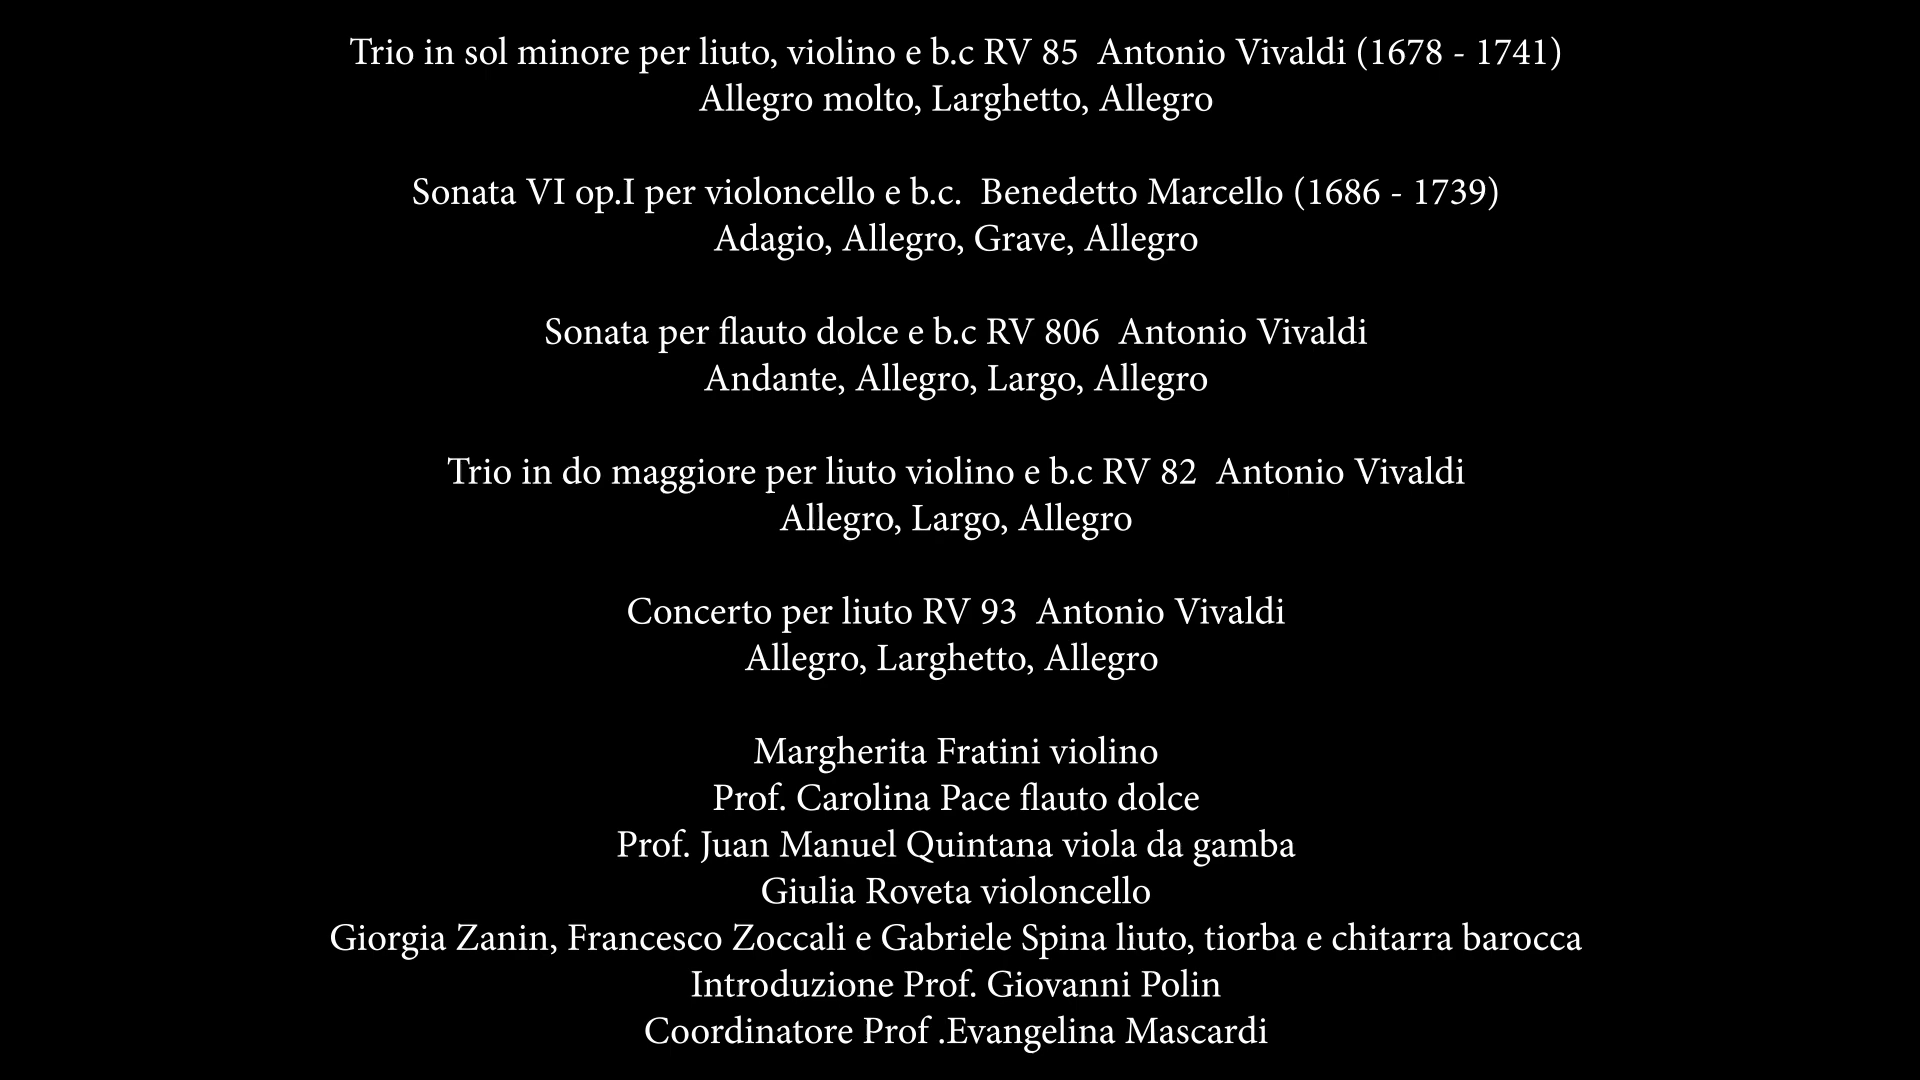 Trio in sol minore per liuto, violino e b.c RV 85  Antonio Vivaldi (1678 - 1741)
Allegro molto, Larghetto, Allegro
Sonata VI op.I per violoncello e b.c.  Benedetto Marcello (1686 - 1739)
Adagio, Allegro, Grave, Allegro
Sonata per flauto dolce e b.c RV 806  Antonio Vivaldi
Andante, Allegro, Largo, Allegro
Trio in do maggiore per liuto violino e b.c RV 82  Antonio Vivaldi
Allegro, Largo, Allegro
Concerto per liuto RV 93  Antonio Vivaldi
Allegro, Larghetto, Allegro
Margherita Fratini violino
Prof. Carolina Pace flauto dolce
Prof. Juan Manuel Quintana viola da gamba
Giulia Roveta violoncello
Giorgia Zanin, Francesco Zoccali e Gabriele Spina liuto, tiorba e chitarra barocca
Introduzione Prof. Giovanni Polin
Coordinatore Prof .Evangelina Mascardi